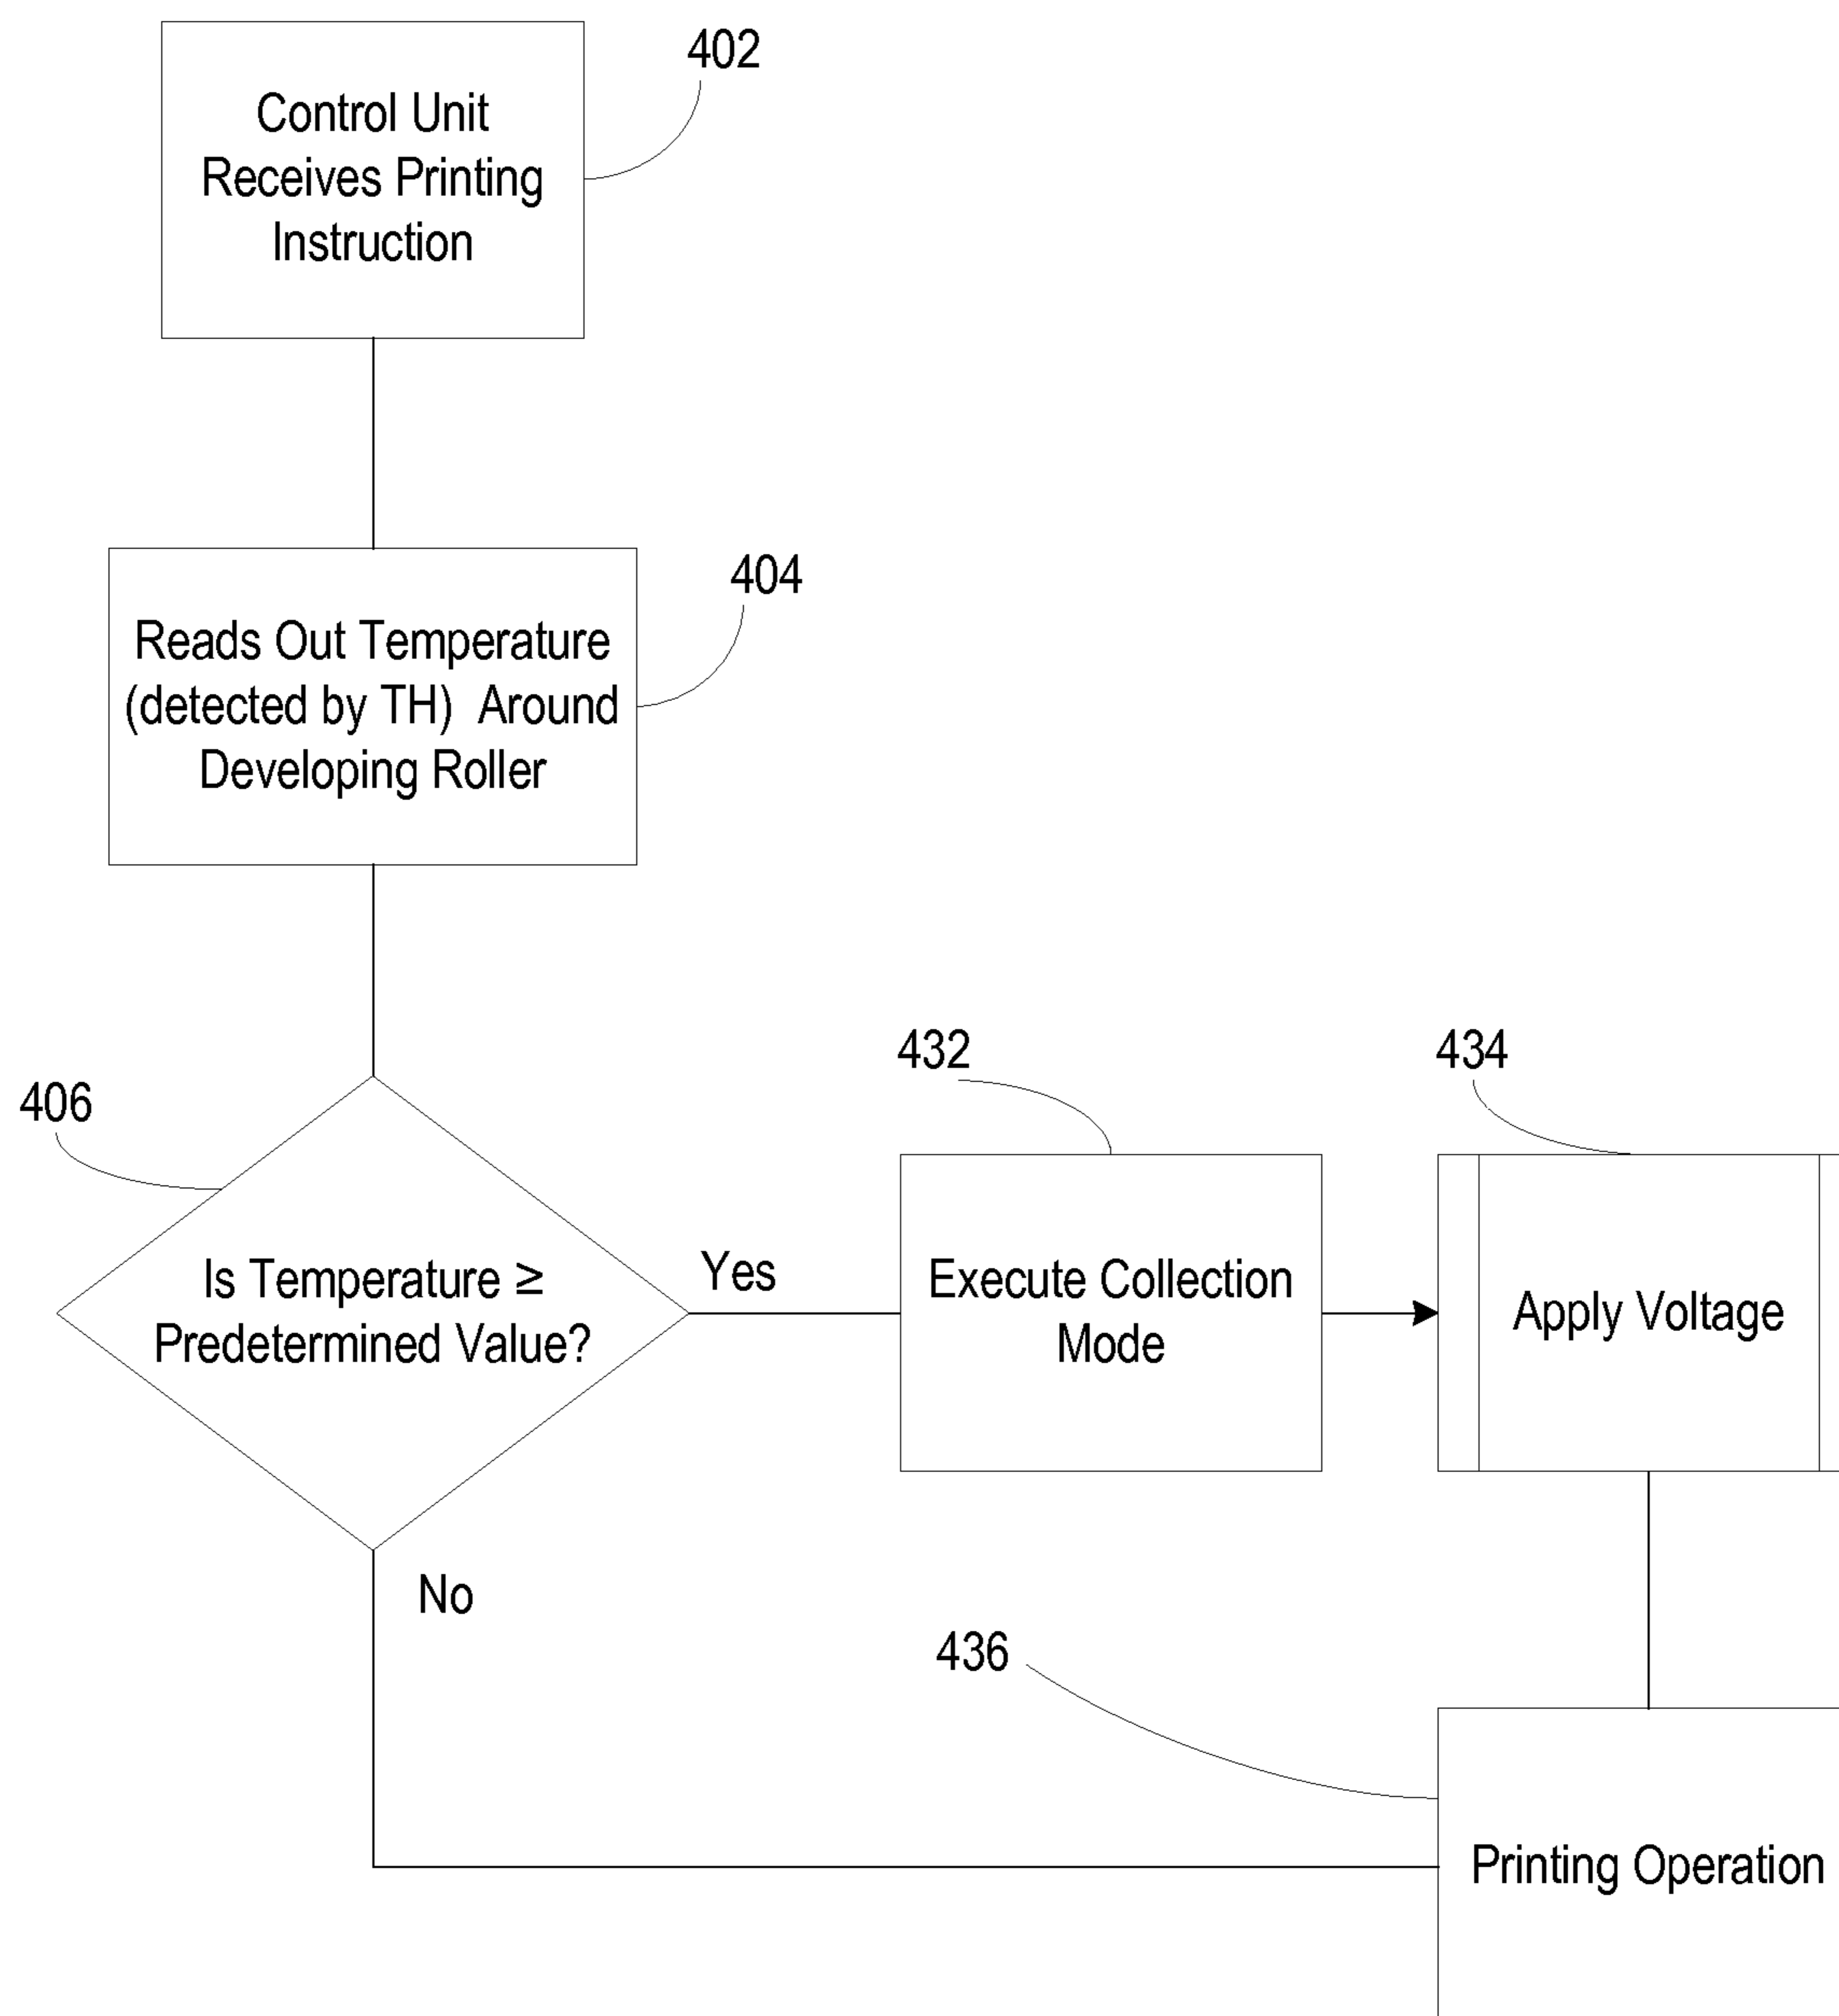 402
Control Unit
Receives Printing
Instruction
404
Reads Out Temperature
(detected by TH) Around
Developing Roller
406
Is Temperature ≥
Predetermined Value?
Yes
No
432
Execute Collection
Mode
434
Apply Voltage
436
Printing Operation